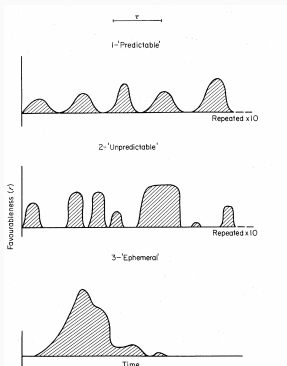 τ
1-'Predictable'
Repeated x10
2-'Unpredictable'
Repeated x10
Favourableness (r)
3-'Ephemeral'
Time